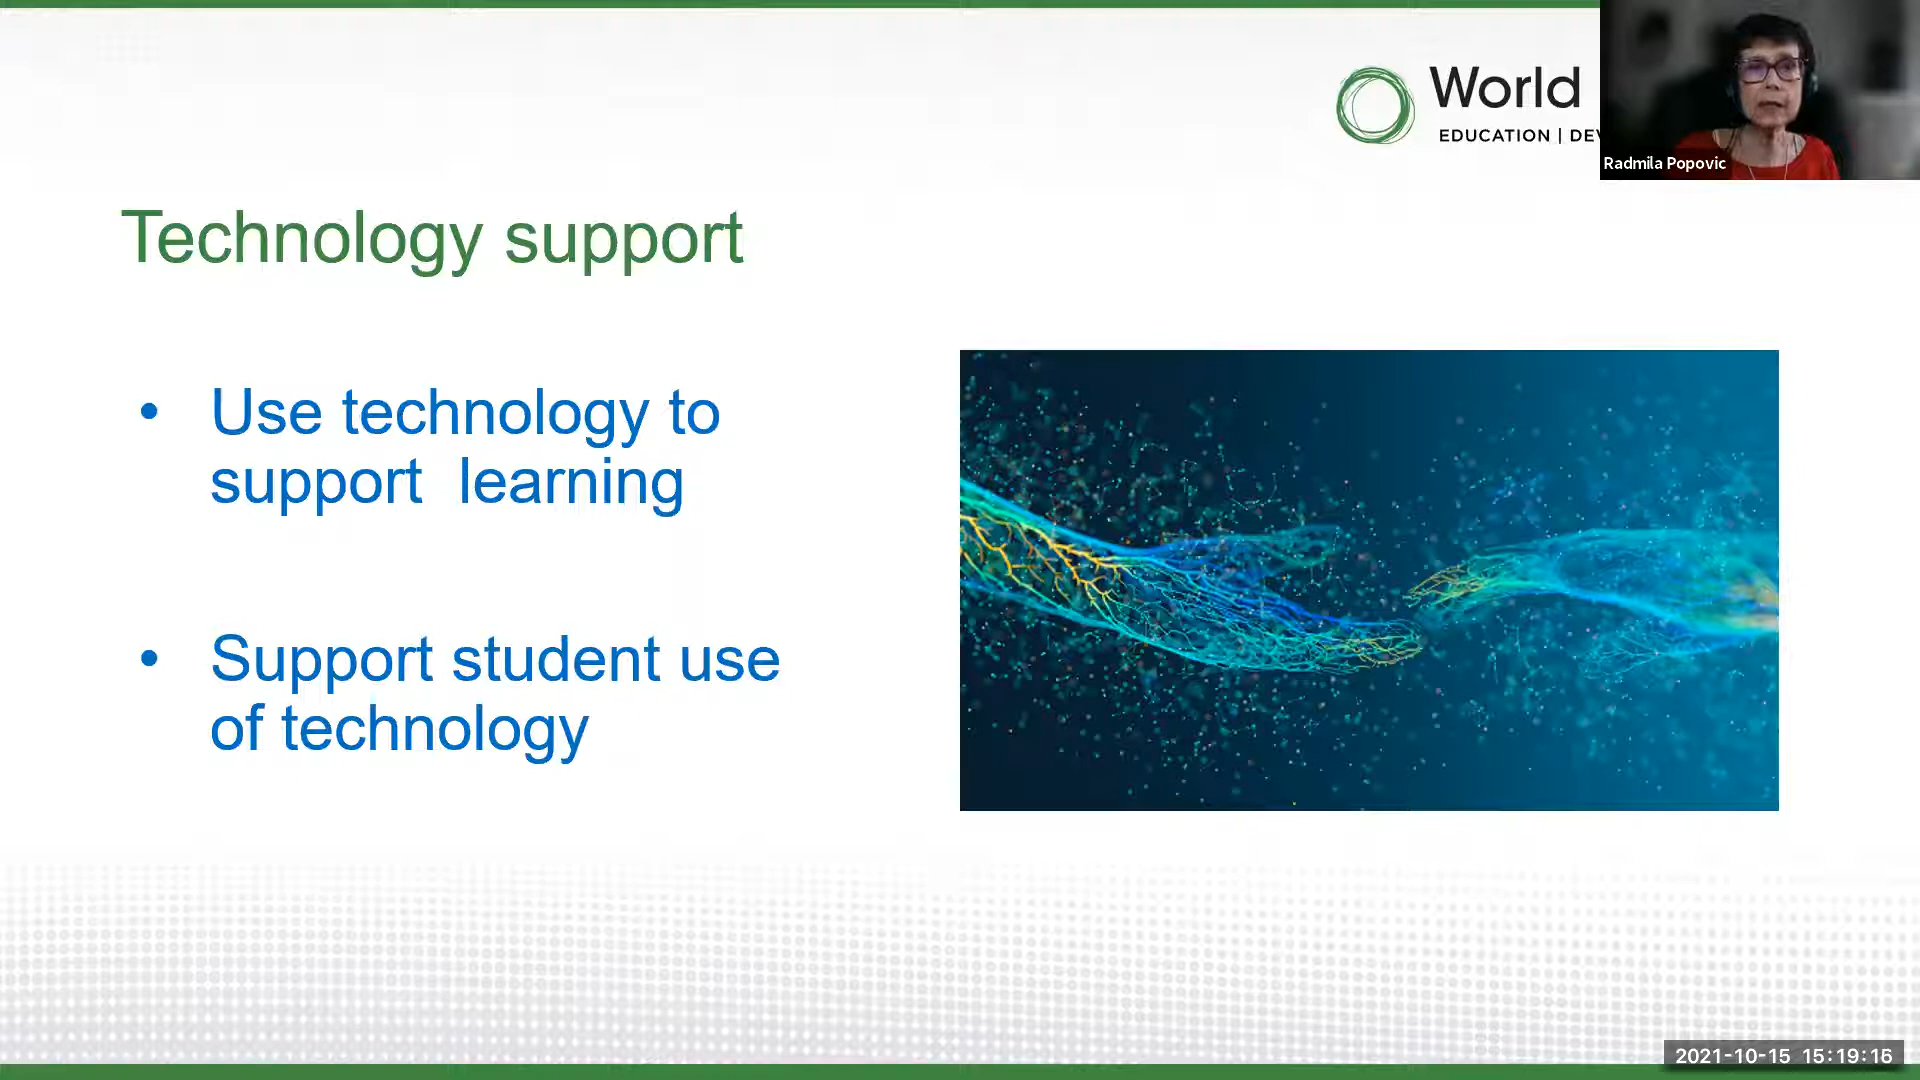 World
EDUCATION | DEV
Radmila Popovic
Technology support
• Use technology to
support learning
• Support student use
of technology
2021-10-15 15:19:16